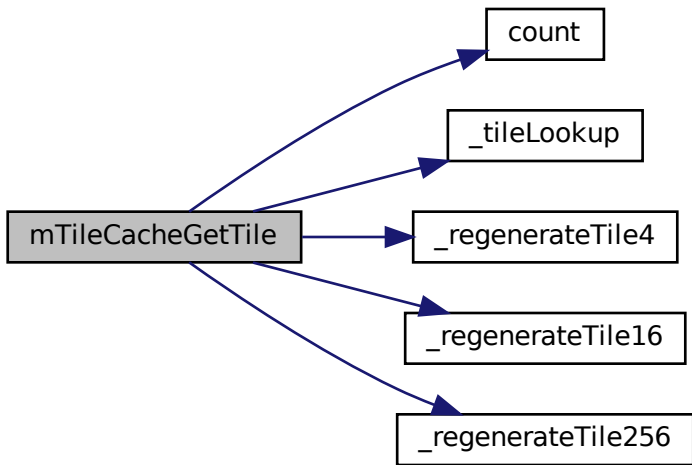 count
_tileLookup
mTileCacheGetTile
_regenerateTile4
_regenerateTile16
_regenerateTile256